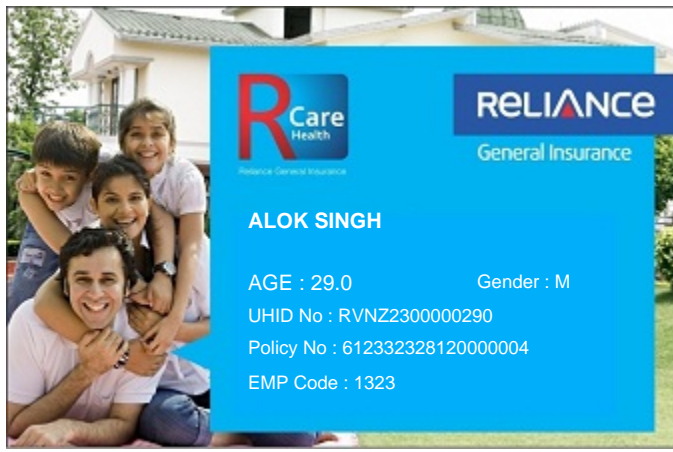 R Care
Health
Reliance General Insurance
RELIANCE
General Insurance
ALOK SINGH
AGE : 29.0 Gender : M
UHID No : RVNZ2300000290
Policy No : 612332328120000004
EMP Code : 1323